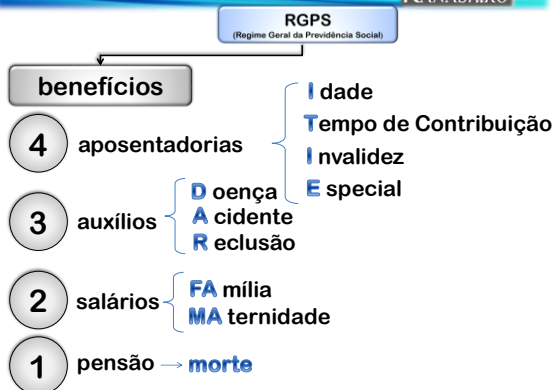 RGPS
(Regime Geral da Previdência Social)
benefícios
4 aposentadorias
I dade
Tempo de Contribuição
I nvalidez
E special
3 auxílios
D oença
A cidente
R eclusão
2 salários
FA mília
MA ternidade
1 pensão → morte